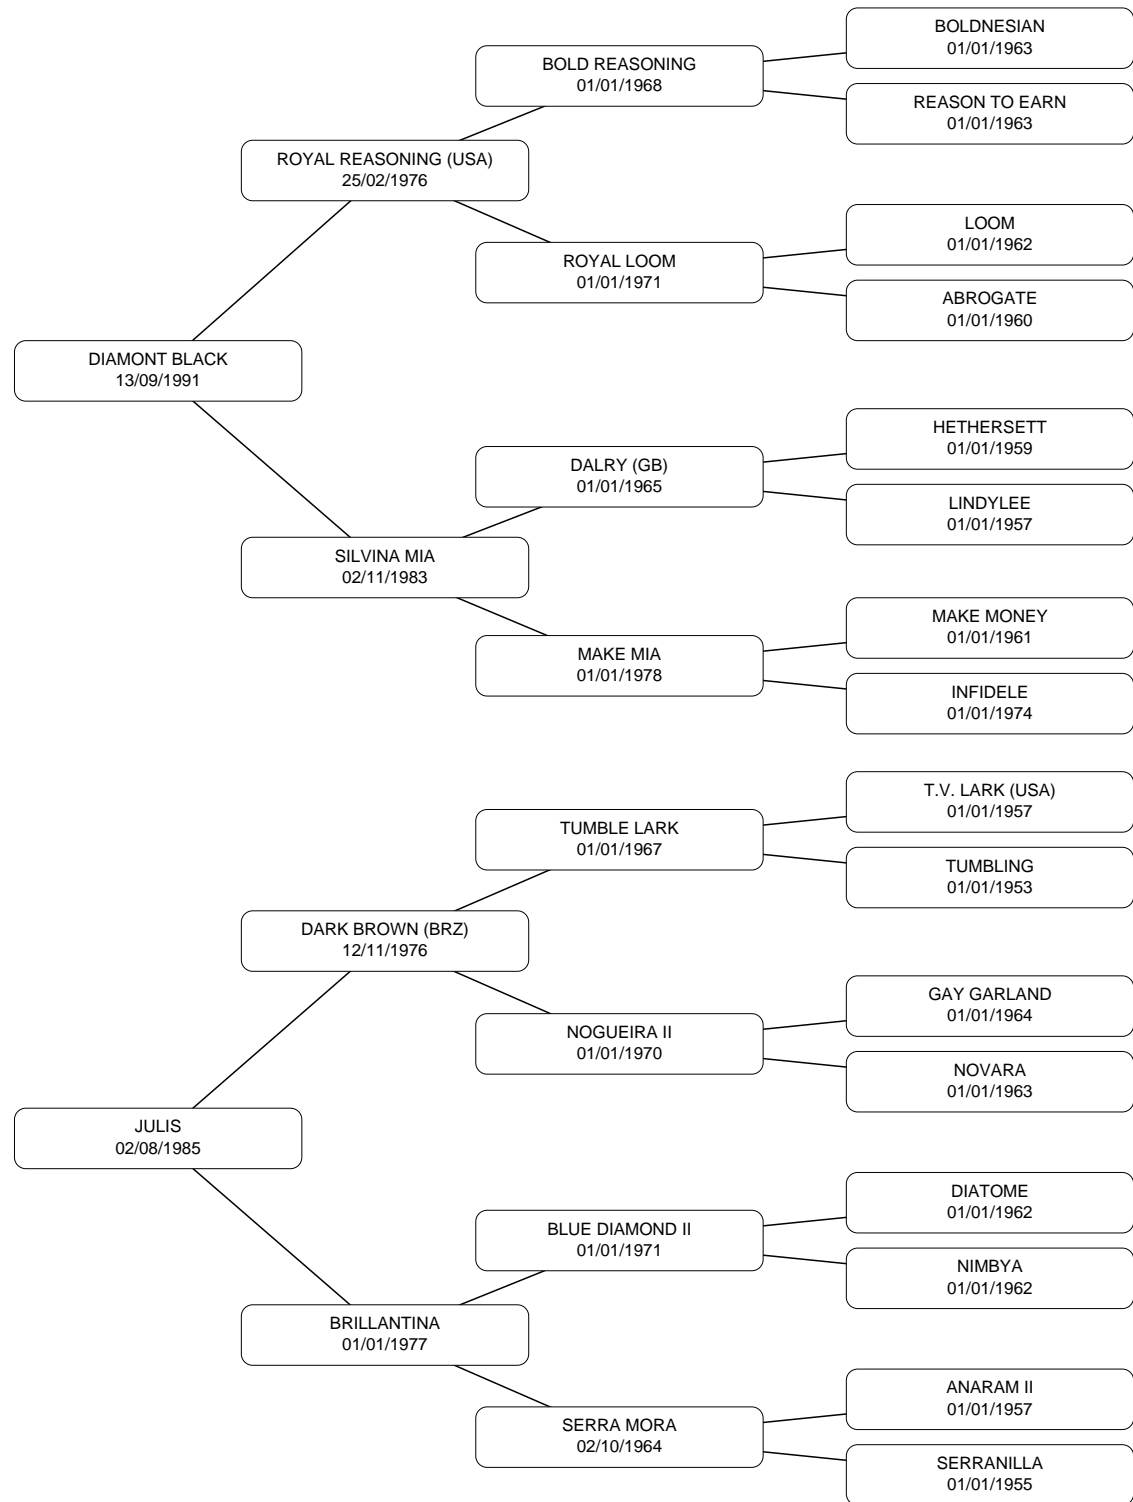 BOLDNESIAN
01/01/1963
BOLD REASONING
01/01/1968
REASON TO EARN
01/01/1963
ROYAL REASONING (USA)
25/02/1976
LOOM
01/01/1962
ROYAL LOOM
01/01/1971
ABROGATE
01/01/1960
DIAMONT BLACK
13/09/1991
HETHERSETT
01/01/1959
DALRY (GB)
01/01/1965
LINDYLEE
01/01/1957
SILVINA MIA
02/11/1983
MAKE MONEY
01/01/1961
MAKE MIA
01/01/1978
INFIDELE
01/01/1974
T.V. LARK (USA)
01/01/1957
TUMBLE LARK
01/01/1967
TUMBLING
01/01/1953
DARK BROWN (BRZ)
12/11/1976
GAY GARLAND
01/01/1964
NOGUEIRA II
01/01/1970
NOVARA
01/01/1963
JULIS
02/08/1985
DIATOME
01/01/1962
BLUE DIAMOND II
01/01/1971
NIMBYA
01/01/1962
BRILLANTINA
01/01/1977
ANARAM II
01/01/1957
SERRA MORA
02/10/1964
SERRANILLA
01/01/1955